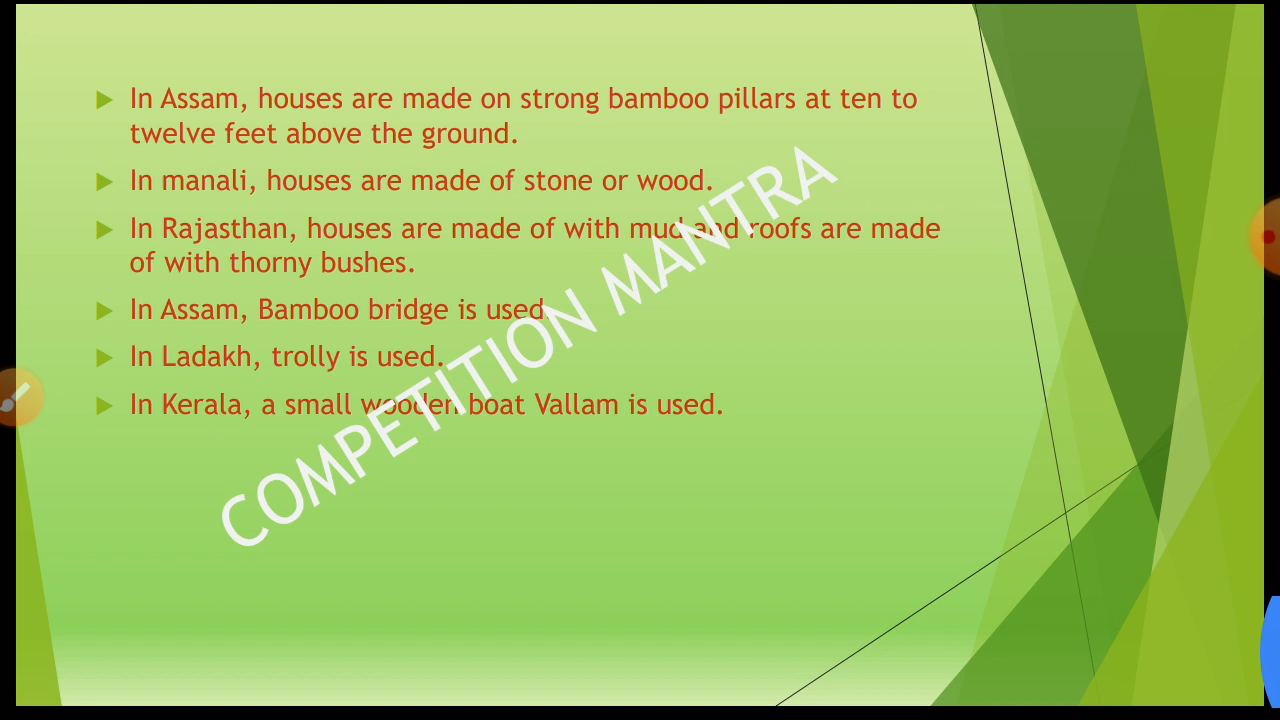 In Assam, houses are made on strong bamboo pillars at ten to
twelve feet above the ground.
In manali, houses are made of stone or wood.
In Rajasthan, houses are made of with mud and roofs are made
of with thorny bushes.
In Assam, Bamboo bridge is used.
In Ladakh, trolly is used.
In Kerala, a small wooden boat Vallam is used.
COMPETITION MANTRA